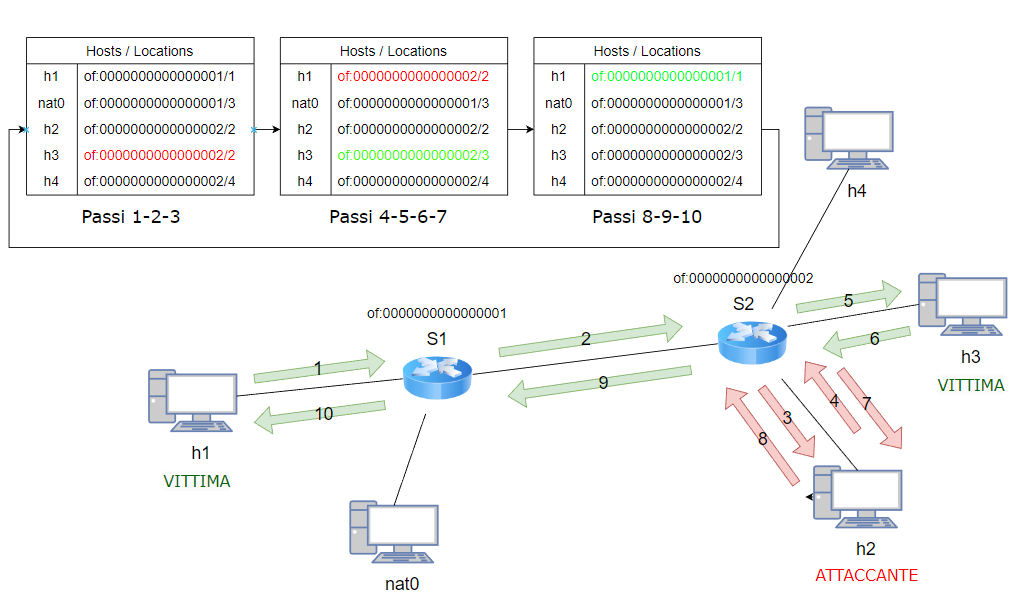 Hosts / Locations
h1 of:0000000000000001/1
nat0 of:0000000000000001/3
h2 of:0000000000000002/2
h3 of:0000000000000002/2
h4 of:0000000000000002/4
Passi 1-2-3
Hosts / Locations
h1 of:0000000000000002/2
nat0 of:0000000000000001/3
h2 of:0000000000000002/2
h3 of:0000000000000002/3
h4 of:0000000000000002/4
Passi 4-5-6-7
Hosts / Locations
h1 of:0000000000000001/1
nat0 of:0000000000000001/3
h2 of:0000000000000002/2
h3 of:0000000000000002/3
h4 of:0000000000000002/4
Passi 8-9-10
h4
of:0000000000000002
S2
5
6
h3
VITTIMA
of:0000000000000001
S1
2
9
1
10
h1
VITTIMA
8
3
4
7
h2
ATTACCANTE
nat0